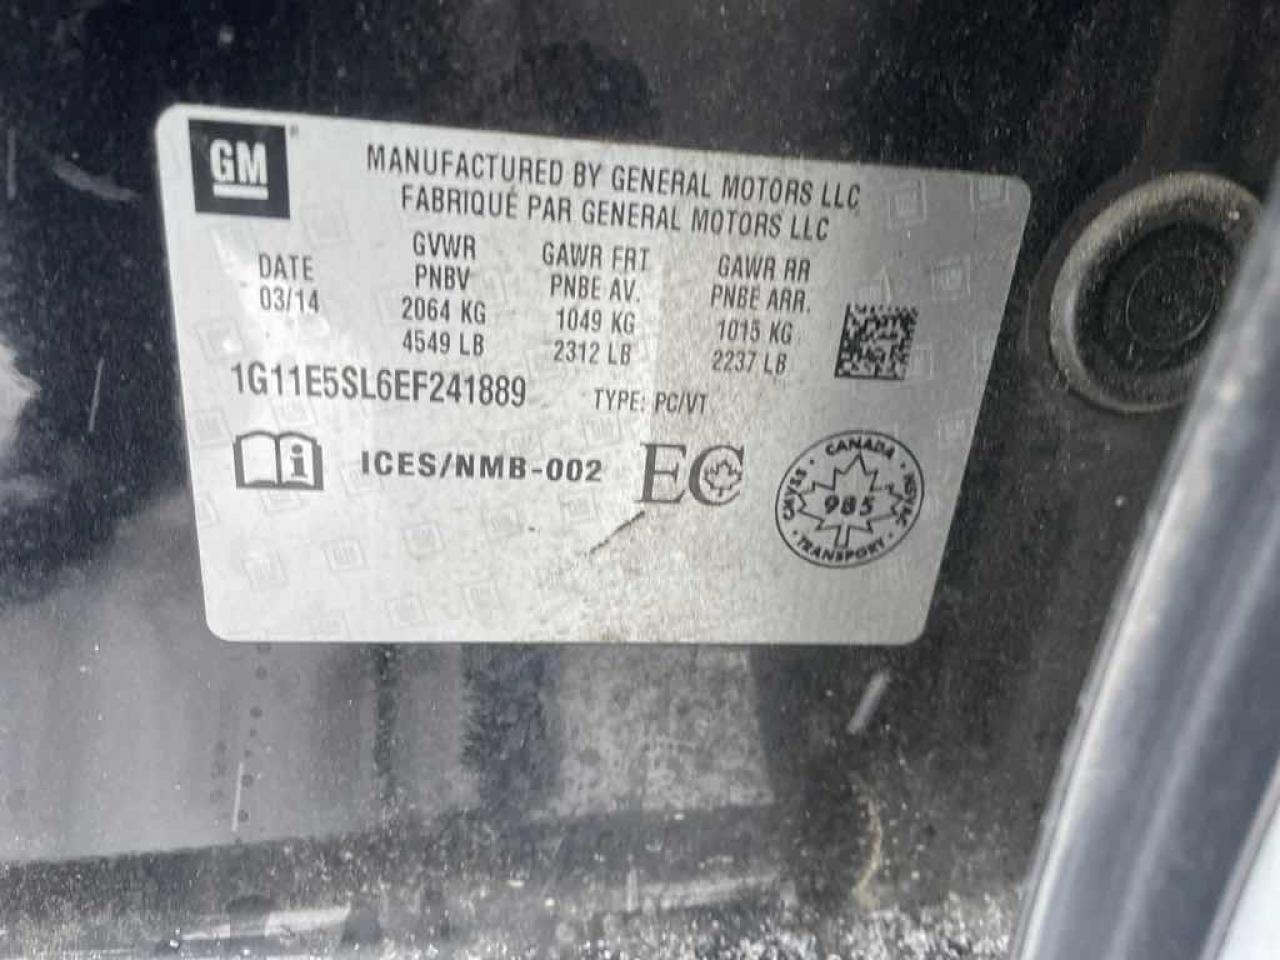 GM
MANUFACTURED BY GENERAL MOTORS LLC
FABRIQUÉ PAR GENERAL MOTORS LLC
DATE
03/14
GVWR
PNBV
2064 KG
4549 LB
GAWR FRT
PNBE AV.
1049 KG
2312 LB
GAWR RR
PNBE ARR.
1015 KG
2237 LB
1G11E5SL6EF241889
TYPE: PC/VT
i
ICES/NMB-002
EC
CANADA
CMVSS
985
NSVAC
TRANSPORT